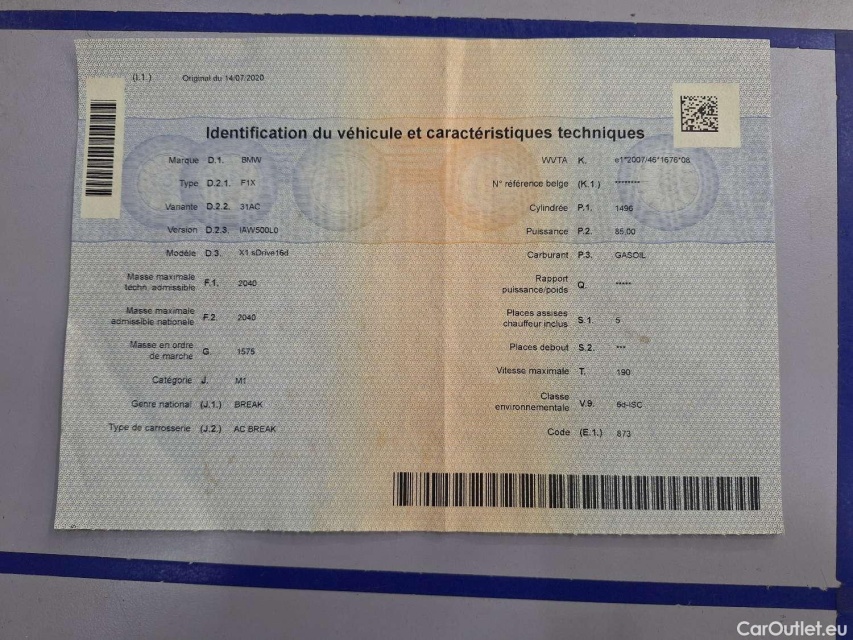 (I.1.) Original du 14/07/2020
Identification du véhicule et caractéristiques techniques
Marque D.1. BMW
Type D.2.1. F1X
Variante D.2.2. 31AC
Version D.2.3. IAW500L0
Modèle D.3. X1 sDrive16d
Masse maximale
techn. admissible F.1. 2040
Masse maximale
admissible nationale F.2. 2040
Masse en ordre
de marche G. 1575
Catégorie J. M1
Genre national (J.1.) BREAK
Type de carrosserie (J.2.) AC BREAK
WVTA K. e1*2007/46*1676*08
N° référence belge (K.1.) ********
Cylindrée P.1. 1496
Puissance P.2. 85,00
Carburant P.3. GASOIL
Rapport
puissance/poids Q. *****
Places assises
chauffeur inclus S.1. 5
Places debout S.2. ***
Vitesse maximale T. 190
Classe
environnementale V.9. 6d-ISC
Code (E.1.) 873
CarOutlet.eu